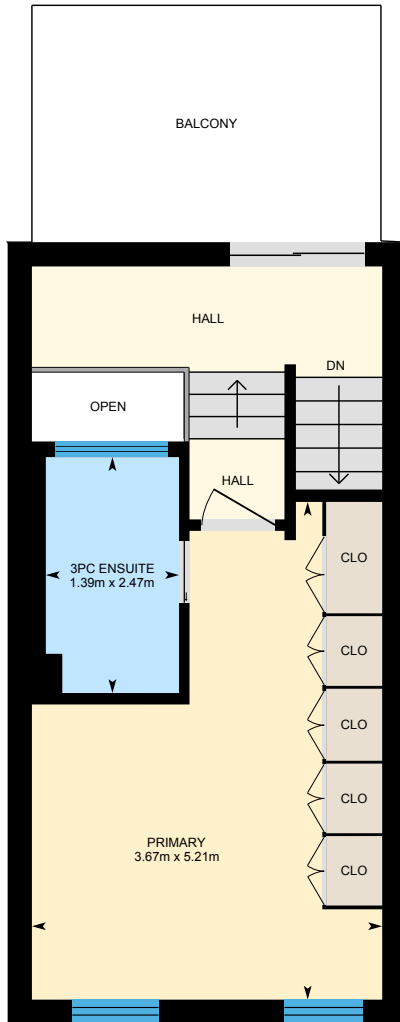 BALCONY
HALL
DN
OPEN
HALL
3PC ENSUITE
1.39m x 2.47m
CLO
CLO
CLO
CLO
PRIMARY
3.67m x 5.21m
CLO